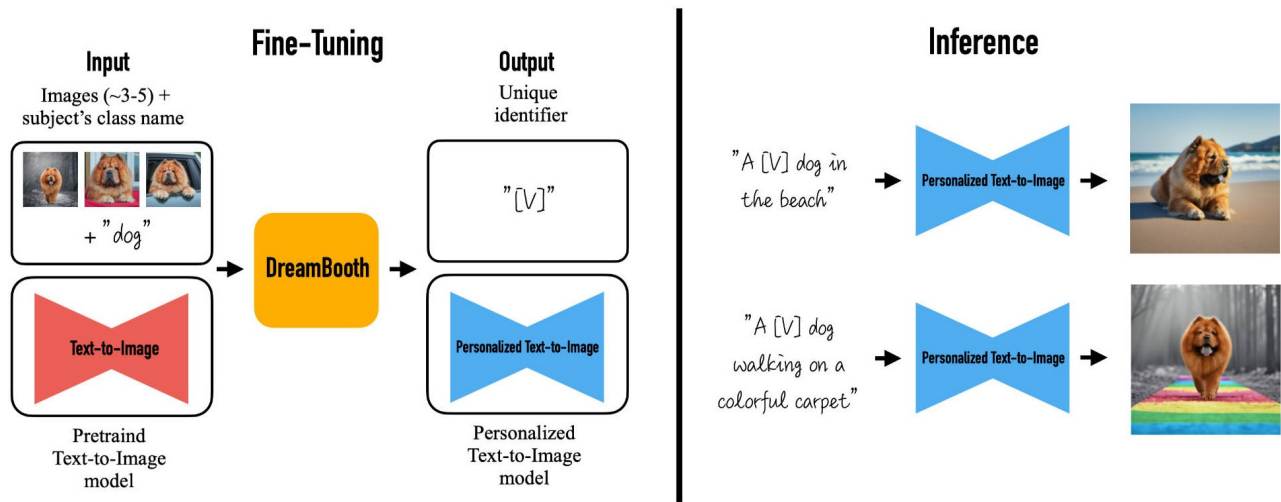 Fine-Tuning
Input
Images (~3-5) +
subject's class name
+ "dog"
Text-to-Image
Pretraind
Text-to-Image
model
DreamBooth
Output
Unique
identifier
"[V]"
Personalized Text-to-Image
Personalized
Text-to-Image
model
Inference
"A [V] dog in
the beach"
Personalized Text-to-Image
"A [V] dog
walking on a
colorful carpet"
Personalized Text-to-Image